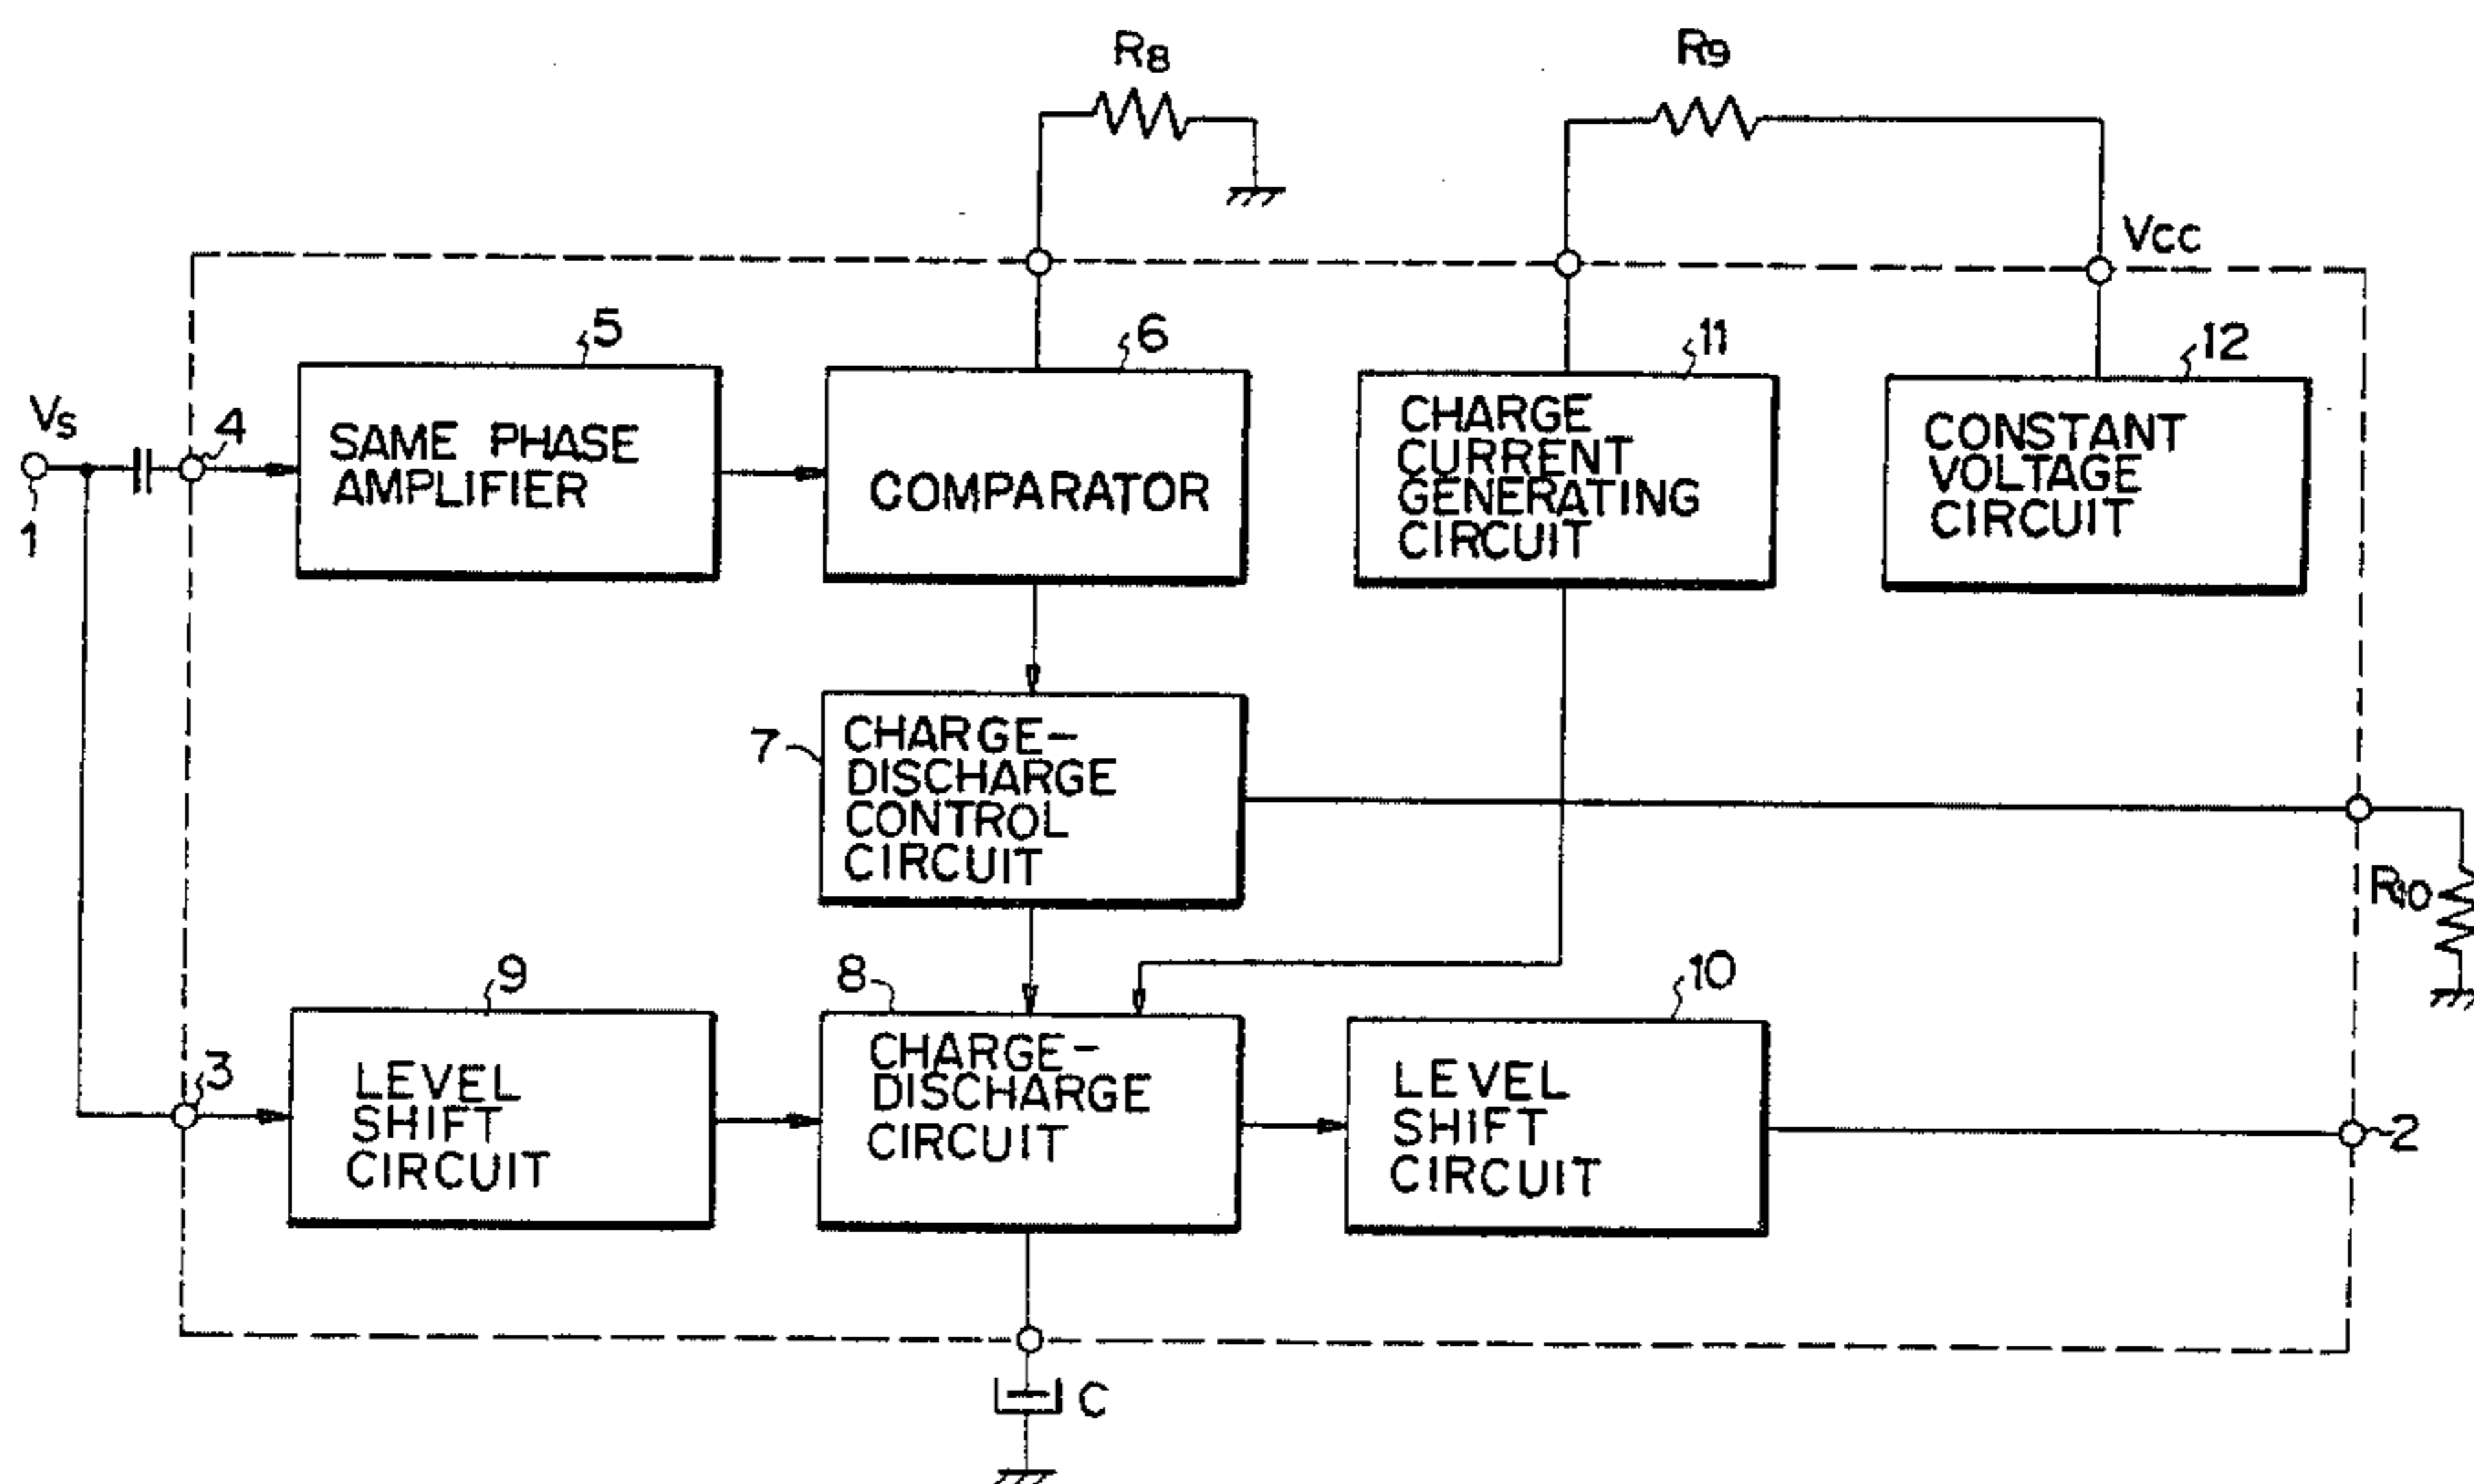 R8
R9
VCC
5
6
11
12
VS
4
1
SAME PHASE
AMPLIFIER
COMPARATOR
CHARGE
CURRENT
GENERATING
CIRCUIT
CONSTANT
VOLTAGE
CIRCUIT
7
CHARGE-
DISCHARGE
CONTROL
CIRCUIT
R10
9
8
10
3
LEVEL
SHIFT
CIRCUIT
CHARGE-
DISCHARGE
CIRCUIT
LEVEL
SHIFT
CIRCUIT
2
C